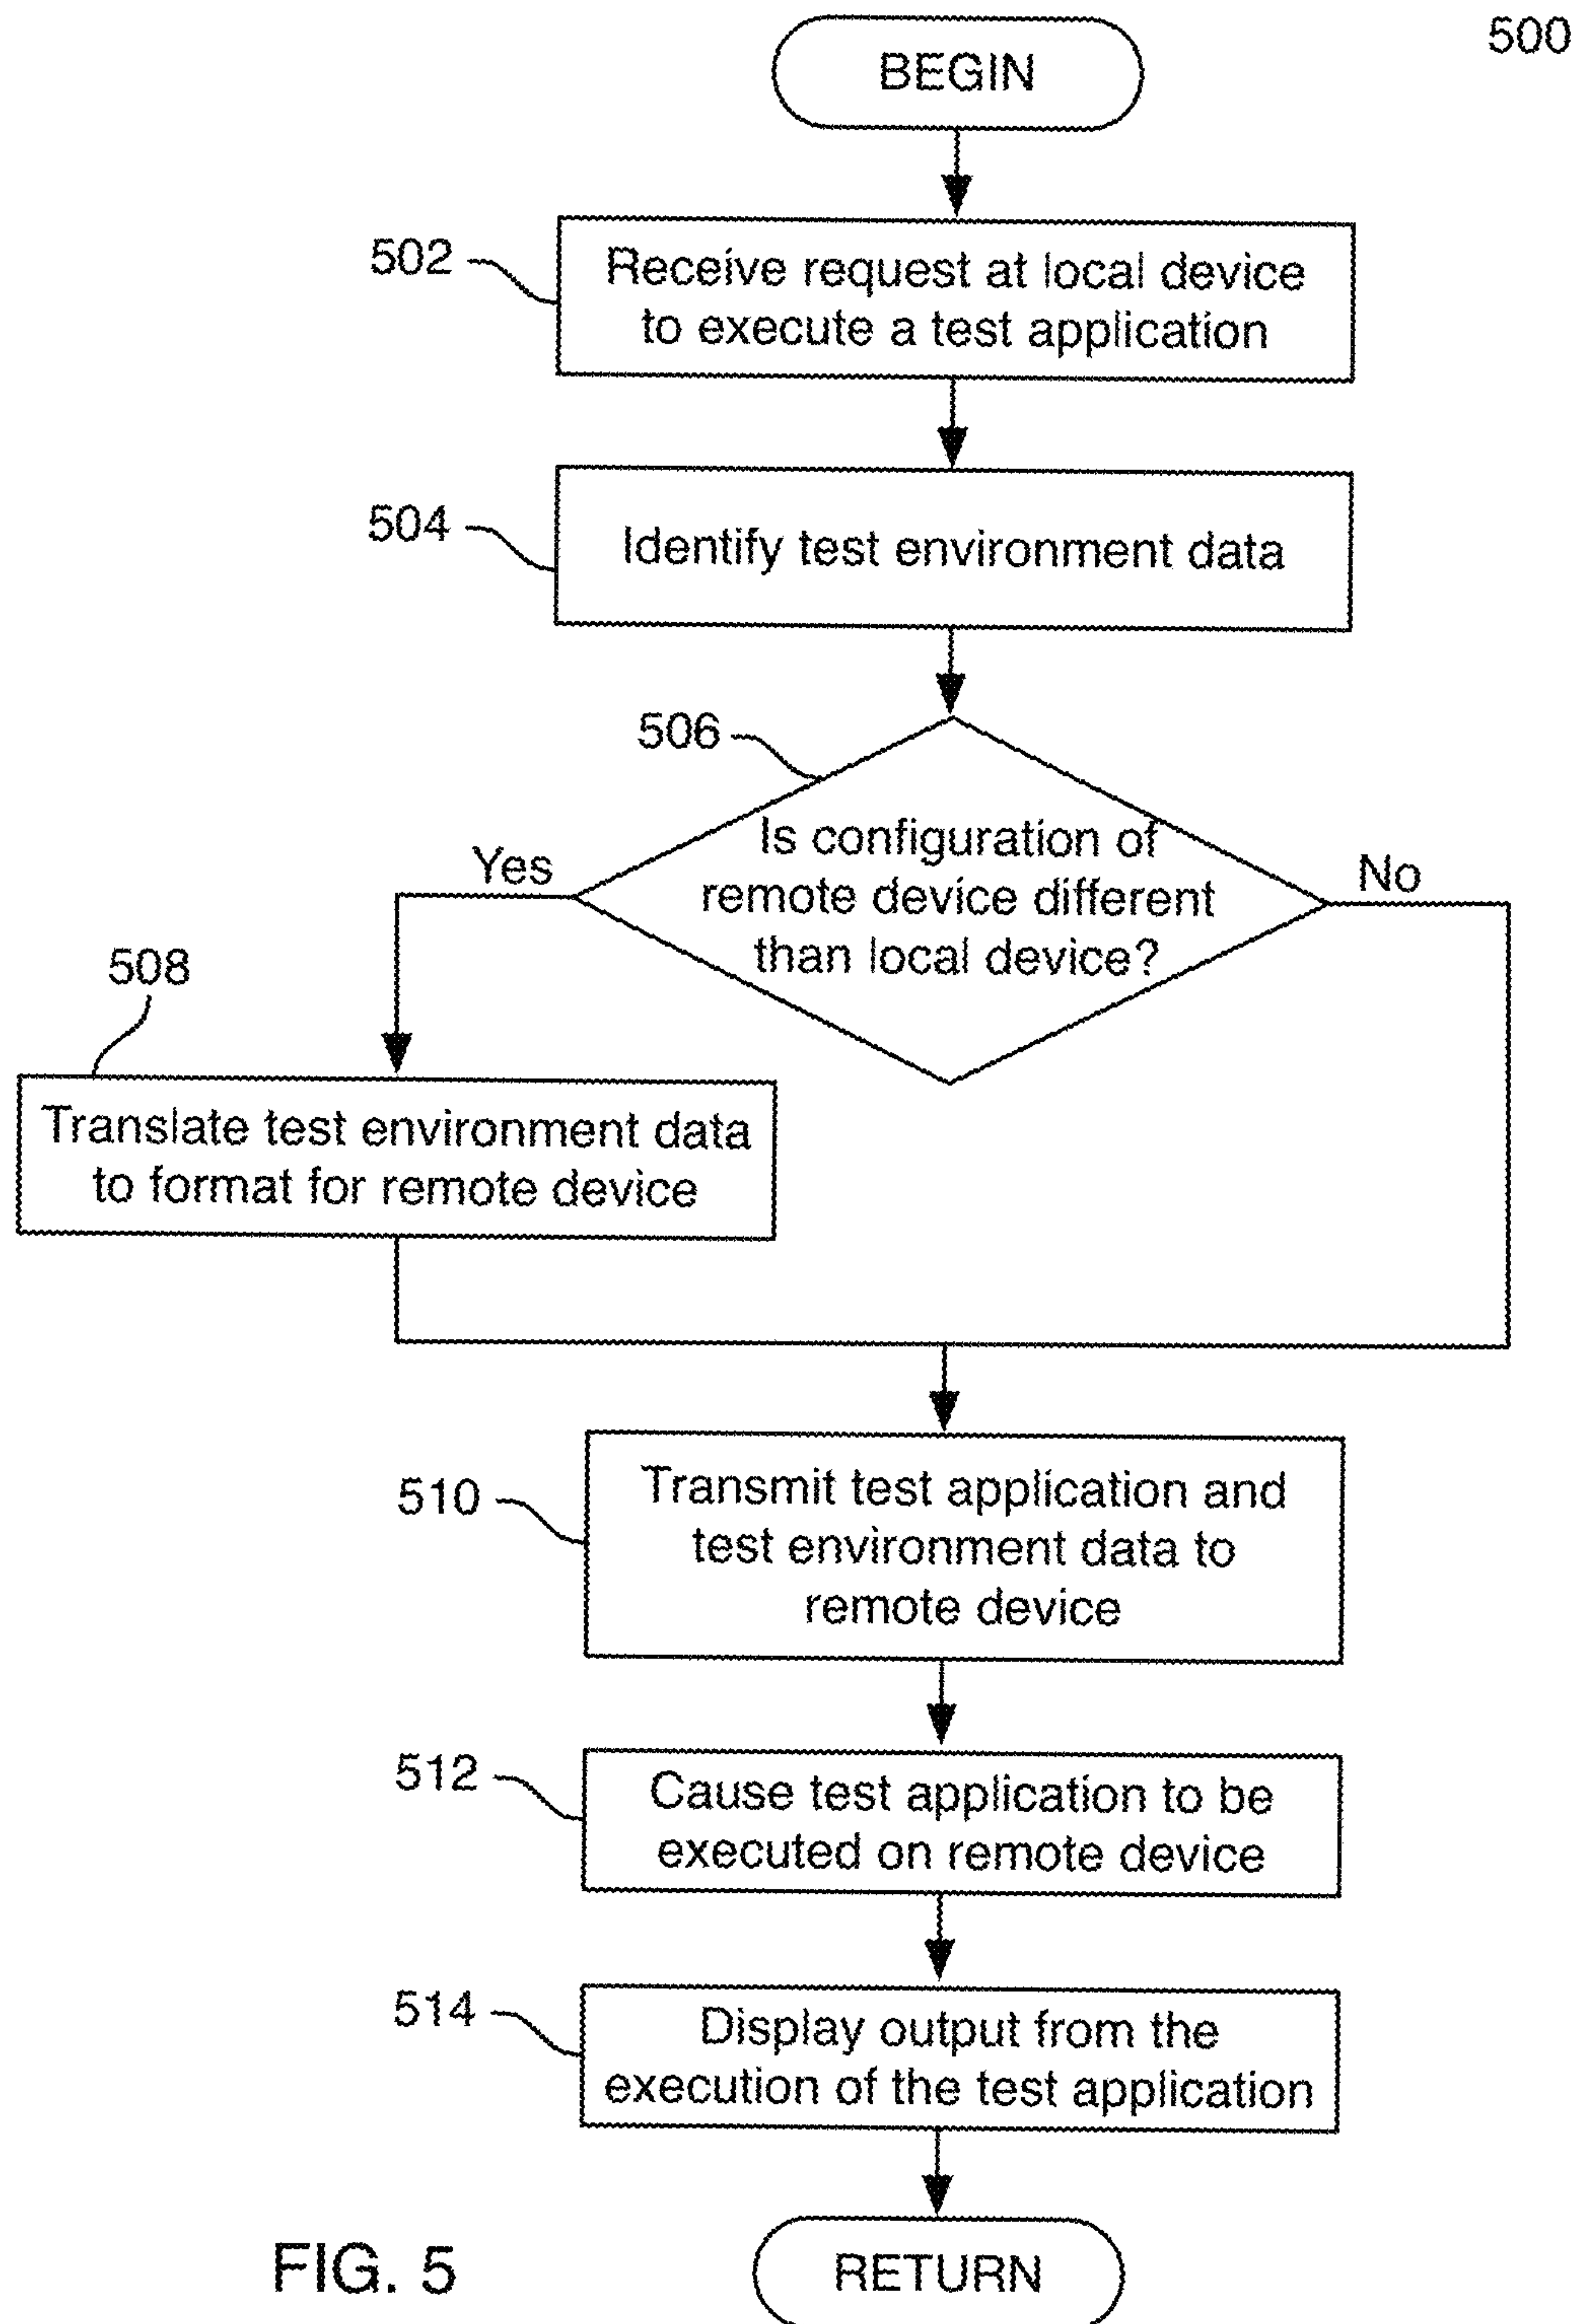 500
BEGIN
502
Receive request at local device
to execute a test application
504
Identify test environment data
506
Is configuration of
remote device different
than local device?
Yes
No
508
Translate test environment data
to format for remote device
510
Transmit test application and
test environment data to
remote device
512
Cause test application to be
executed on remote device
514
Display output from the
execution of the test application
RETURN
FIG. 5